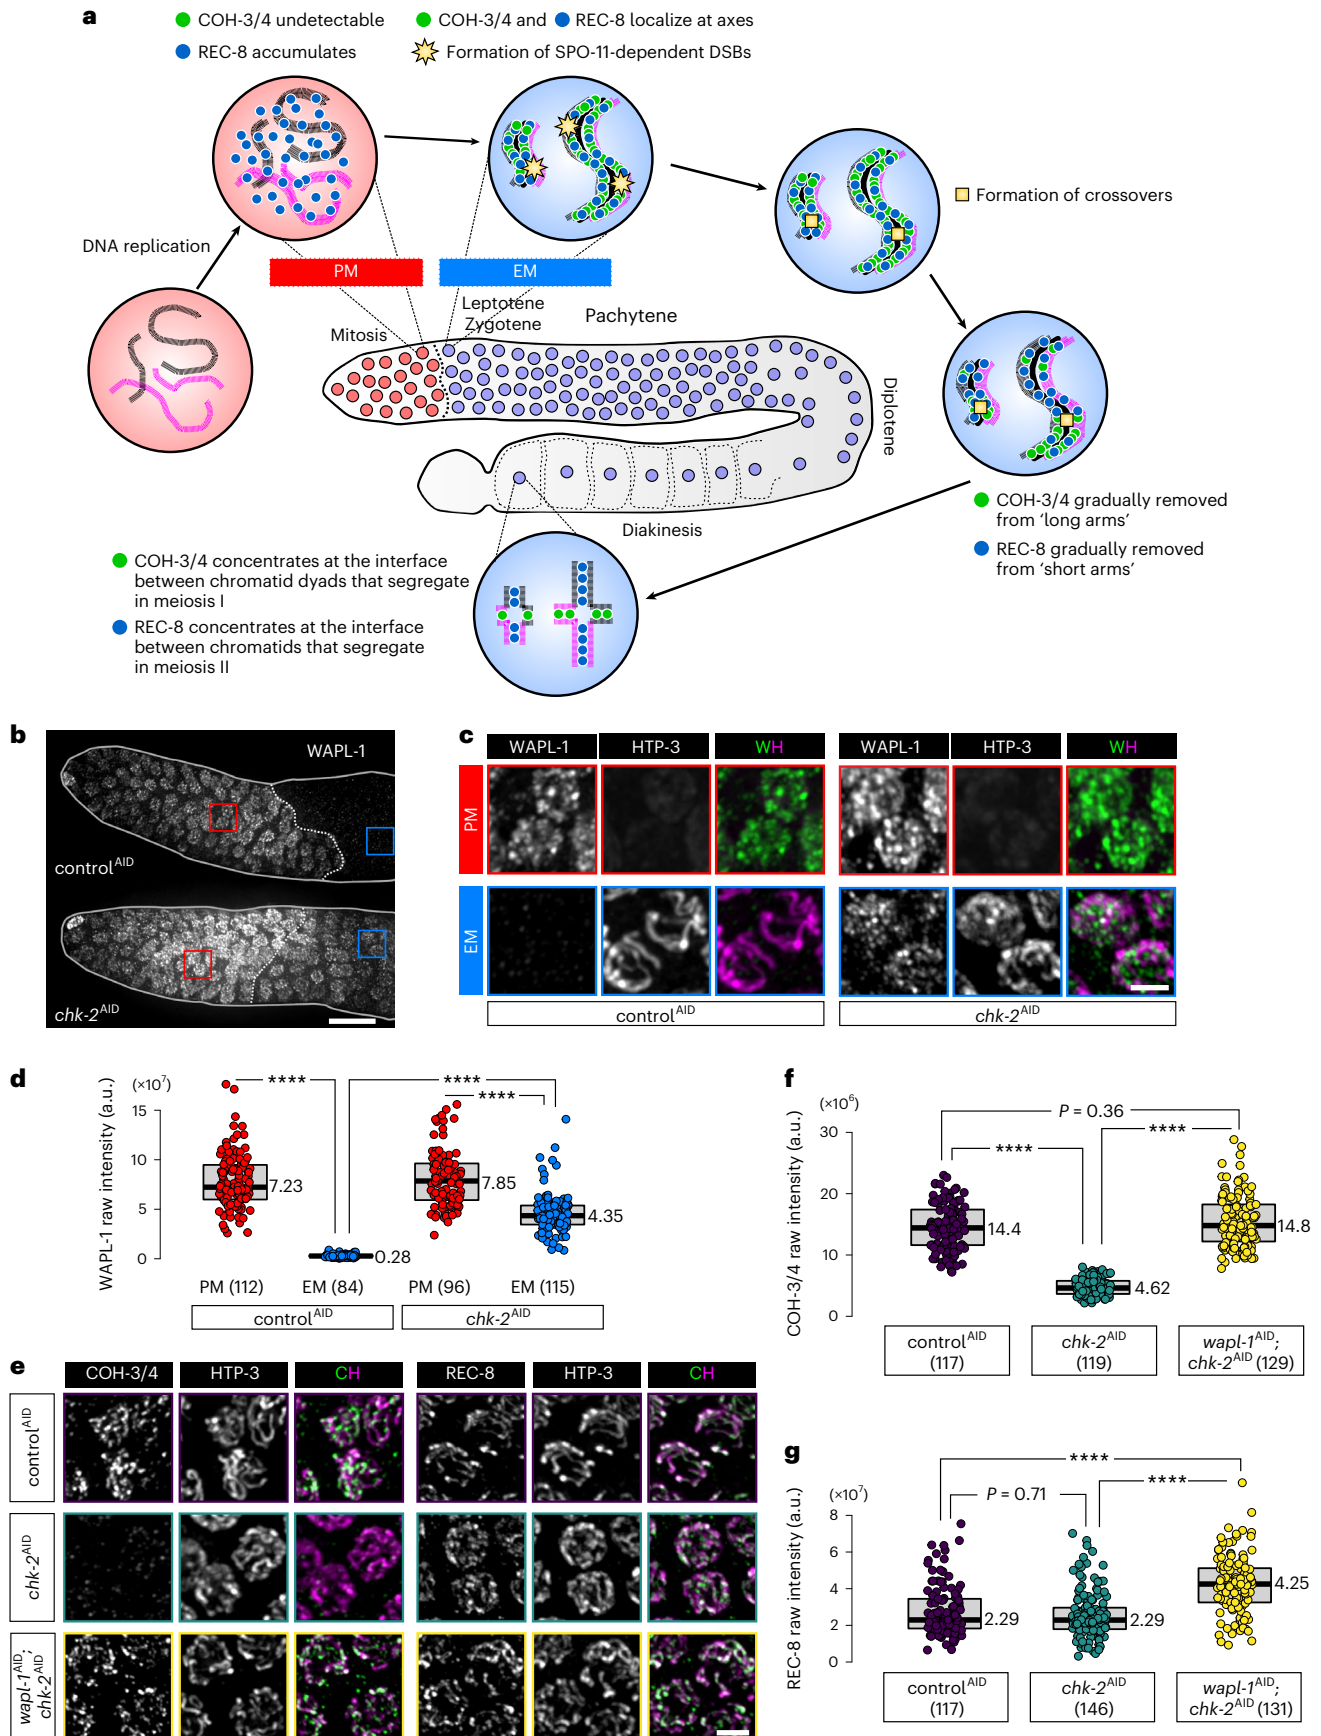 a
COH-3/4 undetectable
COH-3/4 and REC-8 localize at axes
REC-8 accumulates
Formation of SPO-11-dependent DSBs
Formation of crossovers
DNA replication
PM
EM
Leptotene
Zygotene
Pachytene
Mitosis
Diplotene
Diakinesis
COH-3/4 gradually removed
from ‘long arms’
REC-8 gradually removed
from ‘short arms’
COH-3/4 concentrates at the interface
between chromatid dyads that segregate
in meiosis I
REC-8 concentrates at the interface
between chromatids that segregate
in meiosis II
b
WAPL-1
controlAID
chk-2AID
c
WAPL-1 HTP-3 WH WAPL-1 HTP-3 WH
PM
EM
controlAID chk-2AID
d
WAPL-1 raw intensity (a.u.)
(×10⁷)
15
10
5
0
****
****
****
7.23
0.28
7.85
4.35
PM (112) EM (84) PM (96) EM (115)
controlAID chk-2AID
e
COH-3/4 HTP-3 CH REC-8 HTP-3 CH
controlAID
chk-2AID
wapl-1AID;
chk-2AID
f
COH-3/4 raw intensity (a.u.)
(×10⁶)
30
20
10
0
P = 0.36
****
****
14.4
4.62
14.8
controlAID
(117)
chk-2AID
(119)
wapl-1AID;
chk-2AID (129)
g
REC-8 raw intensity (a.u.)
(×10⁷)
8
6
4
2
0
****
P = 0.71
****
2.29
2.29
4.25
controlAID
(117)
chk-2AID
(146)
wapl-1AID;
chk-2AID (131)